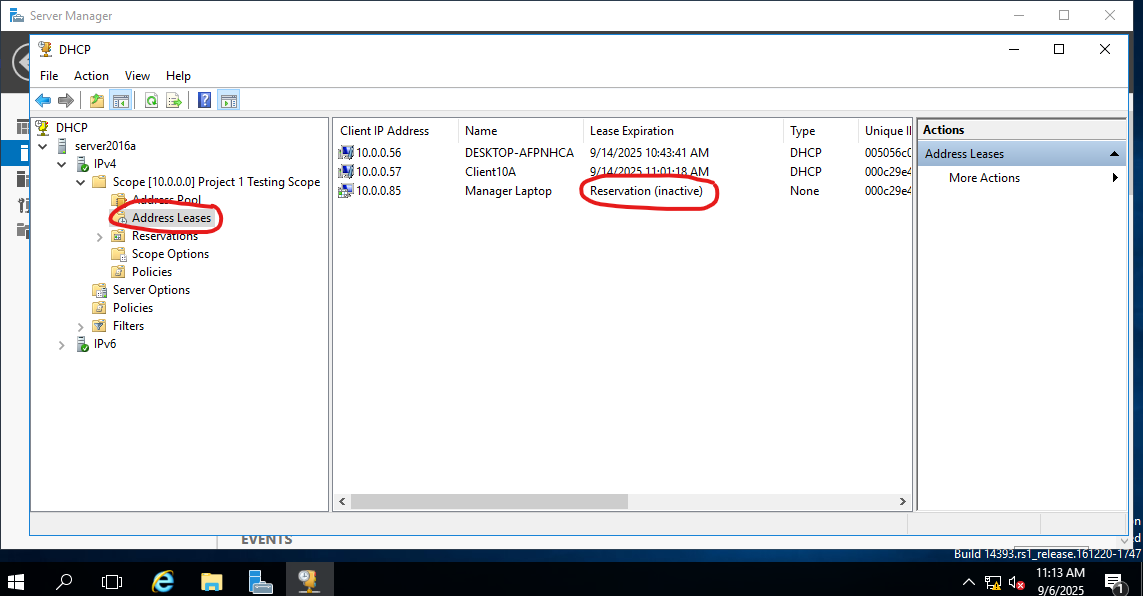 Server Manager
DHCP
File Action View Help
DHCP
server2016a
IPv4
Scope [10.0.0.0] Project 1 Testing Scope
Address Pool
Address Leases
Reservations
Scope Options
Policies
Server Options
Policies
Filters
IPv6
Client IP Address Name Lease Expiration Type Unique I
10.0.0.56 DESKTOP-AFPNHCA 9/14/2025 10:43:41 AM DHCP 005056c0
10.0.0.57 Client10A 9/14/2025 11:01:18 AM DHCP 000c29e4
10.0.0.85 Manager Laptop Reservation (inactive) None 000c29e4
Actions
Address Leases
More Actions
EVENTS
Build 14393.rs1_release.161220-1747
11:13 AM
9/6/2025
1